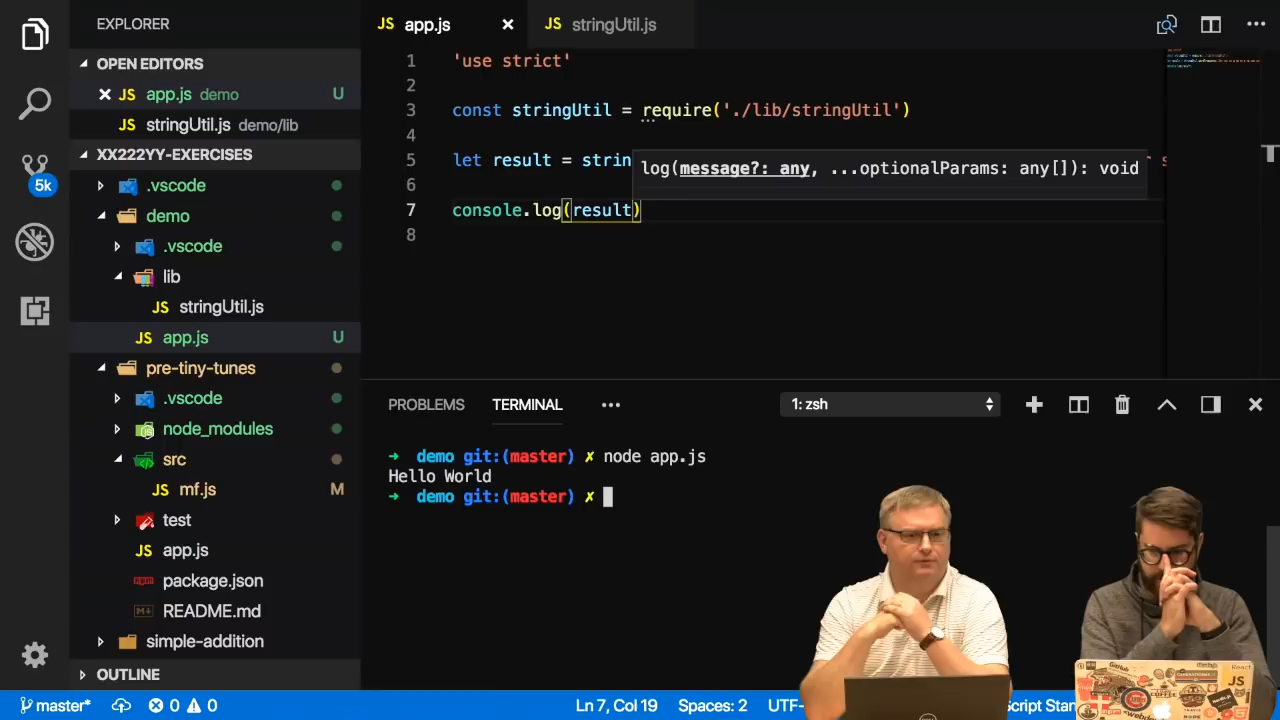 EXPLORER
OPEN EDITORS
JS app.js demo U
JS stringUtil.js demo/lib
XX222YY-EXERCISES
.vscode
demo
.vscode
lib
JS stringUtil.js
JS app.js U
pre-tiny-tunes
.vscode
node_modules
src
JS mf.js M
test
JS app.js
package.json
README.md
simple-addition
OUTLINE
5k
JS app.js
JS stringUtil.js
1 'use strict'
2
3 const stringUtil = require('./lib/stringUtil')
4
5 let result = strin
log(message?: any, ...optionalParams: any[]): void
6
7 console.log(result)
8
PROBLEMS TERMINAL ••• 1: zsh
➜ demo git:(master) ✗ node app.js
Hello World
➜ demo git:(master) ✗
JS
master* 0 0 Ln 7, Col 19 Spaces: 2 UTF- Script Stan